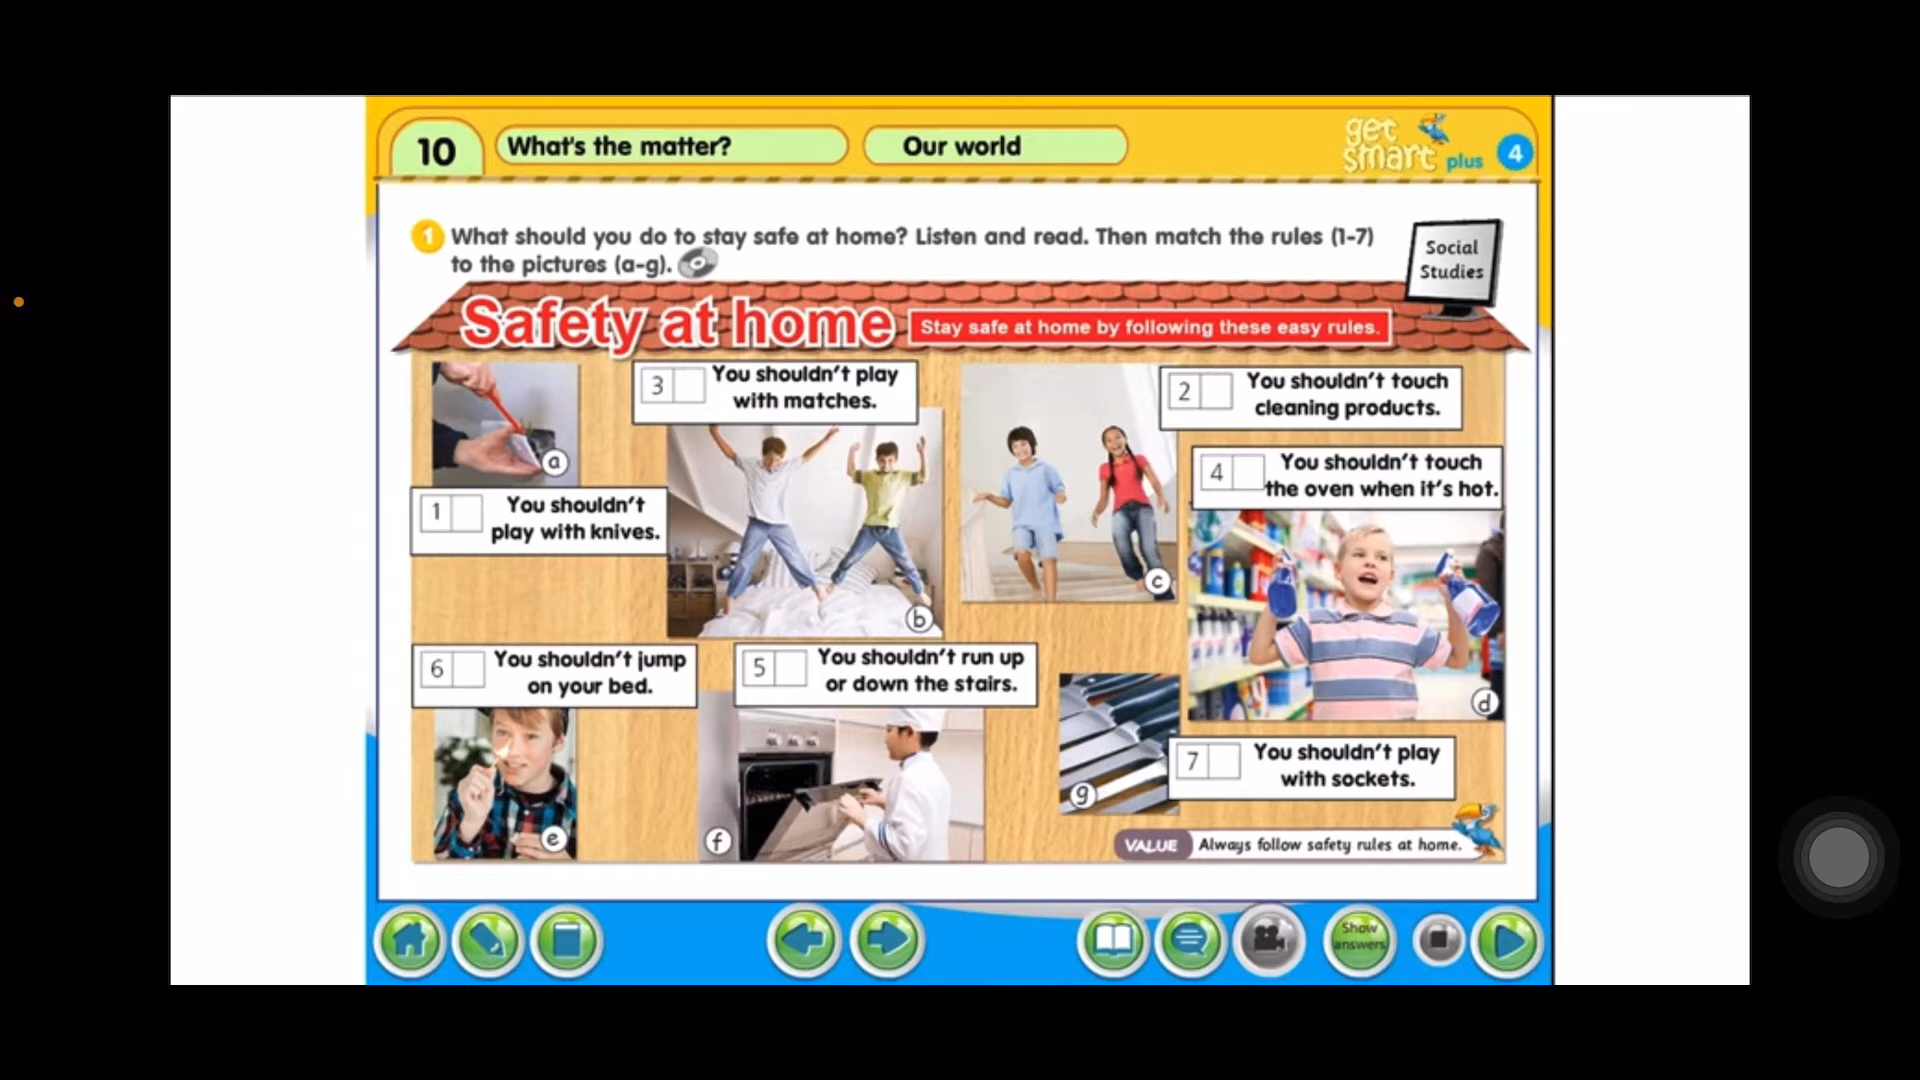 10
What's the matter?
Our world
get
smart plus 4
1 What should you do to stay safe at home? Listen and read. Then match the rules (1-7)
to the pictures (a-g).
Social
Studies
Safety at home
Stay safe at home by following these easy rules.
3 You shouldn't play
with matches.
2 You shouldn't touch
cleaning products.
a
4 You shouldn't touch
the oven when it's hot.
1 You shouldn't
play with knives.
c
b
6 You shouldn't jump
on your bed.
5 You shouldn't run up
or down the stairs.
d
7 You shouldn't play
with sockets.
g
e
f
VALUE Always follow safety rules at home.
Show
answers